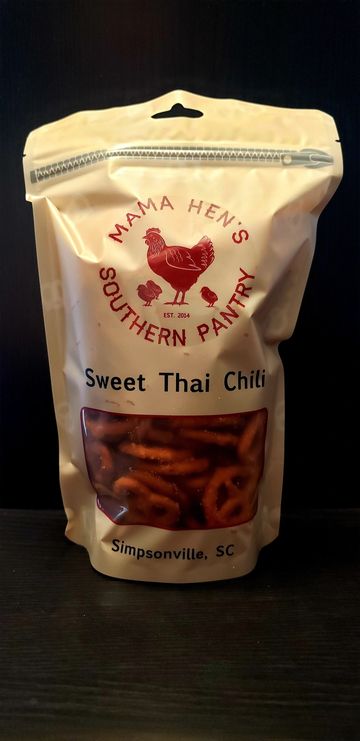 MAMA HEN'S
EST. 2014
SOUTHERN PANTRY
Sweet Thai Chili
Simpsonville, SC